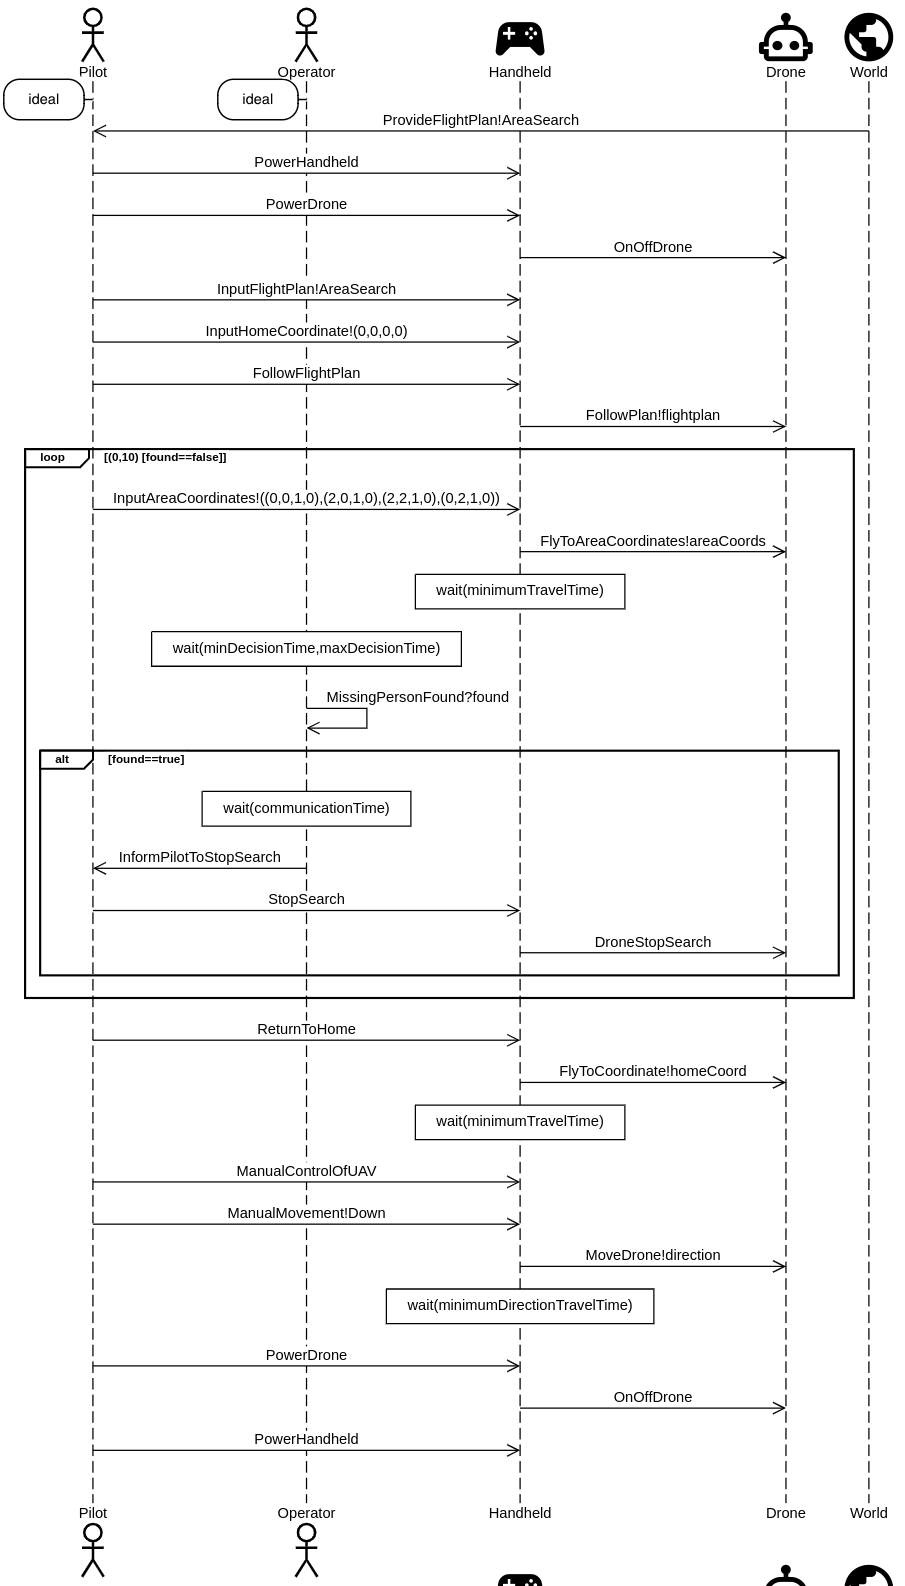 Pilot Operator Handheld Drone World
ideal ideal
ProvideFlightPlan!AreaSearch
PowerHandheld
PowerDrone
OnOffDrone
InputFlightPlan!AreaSearch
InputHomeCoordinate!(0,0,0,0)
FollowFlightPlan
FollowPlan!flightplan
loop [(0,10) [found==false]]
InputAreaCoordinates!((0,0,1,0),(2,0,1,0),(2,2,1,0),(0,2,1,0))
FlyToAreaCoordinates!areaCoords
wait(minimumTravelTime)
wait(minDecisionTime,maxDecisionTime)
MissingPersonFound?found
alt [found==true]
wait(communicationTime)
InformPilotToStopSearch
StopSearch
DroneStopSearch
ReturnToHome
FlyToCoordinate!homeCoord
wait(minimumTravelTime)
ManualControlOfUAV
ManualMovement!Down
MoveDrone!direction
wait(minimumDirectionTravelTime)
PowerDrone
OnOffDrone
PowerHandheld
Pilot Operator Handheld Drone World